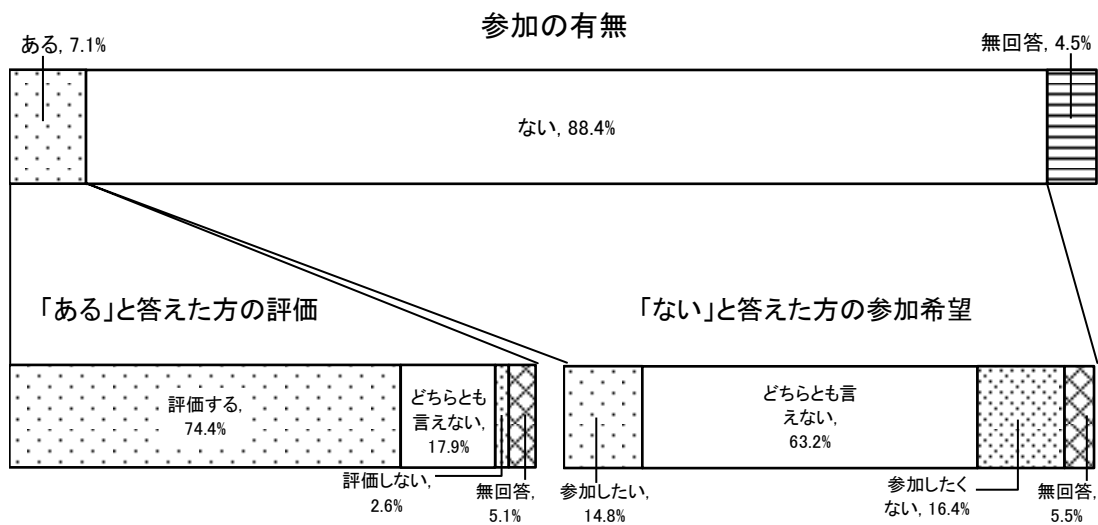 参加の有無
ある, 7.1%
無回答, 4.5%
ない, 88.4%
「ある」と答えた方の評価
「ない」と答えた方の参加希望
評価する,
74.4%
どちらとも
言えない,
17.9%
評価しない,
2.6%
無回答,
5.1%
どちらとも言
えない,
63.2%
参加したい,
14.8%
参加したく
ない, 16.4%
無回答,
5.5%